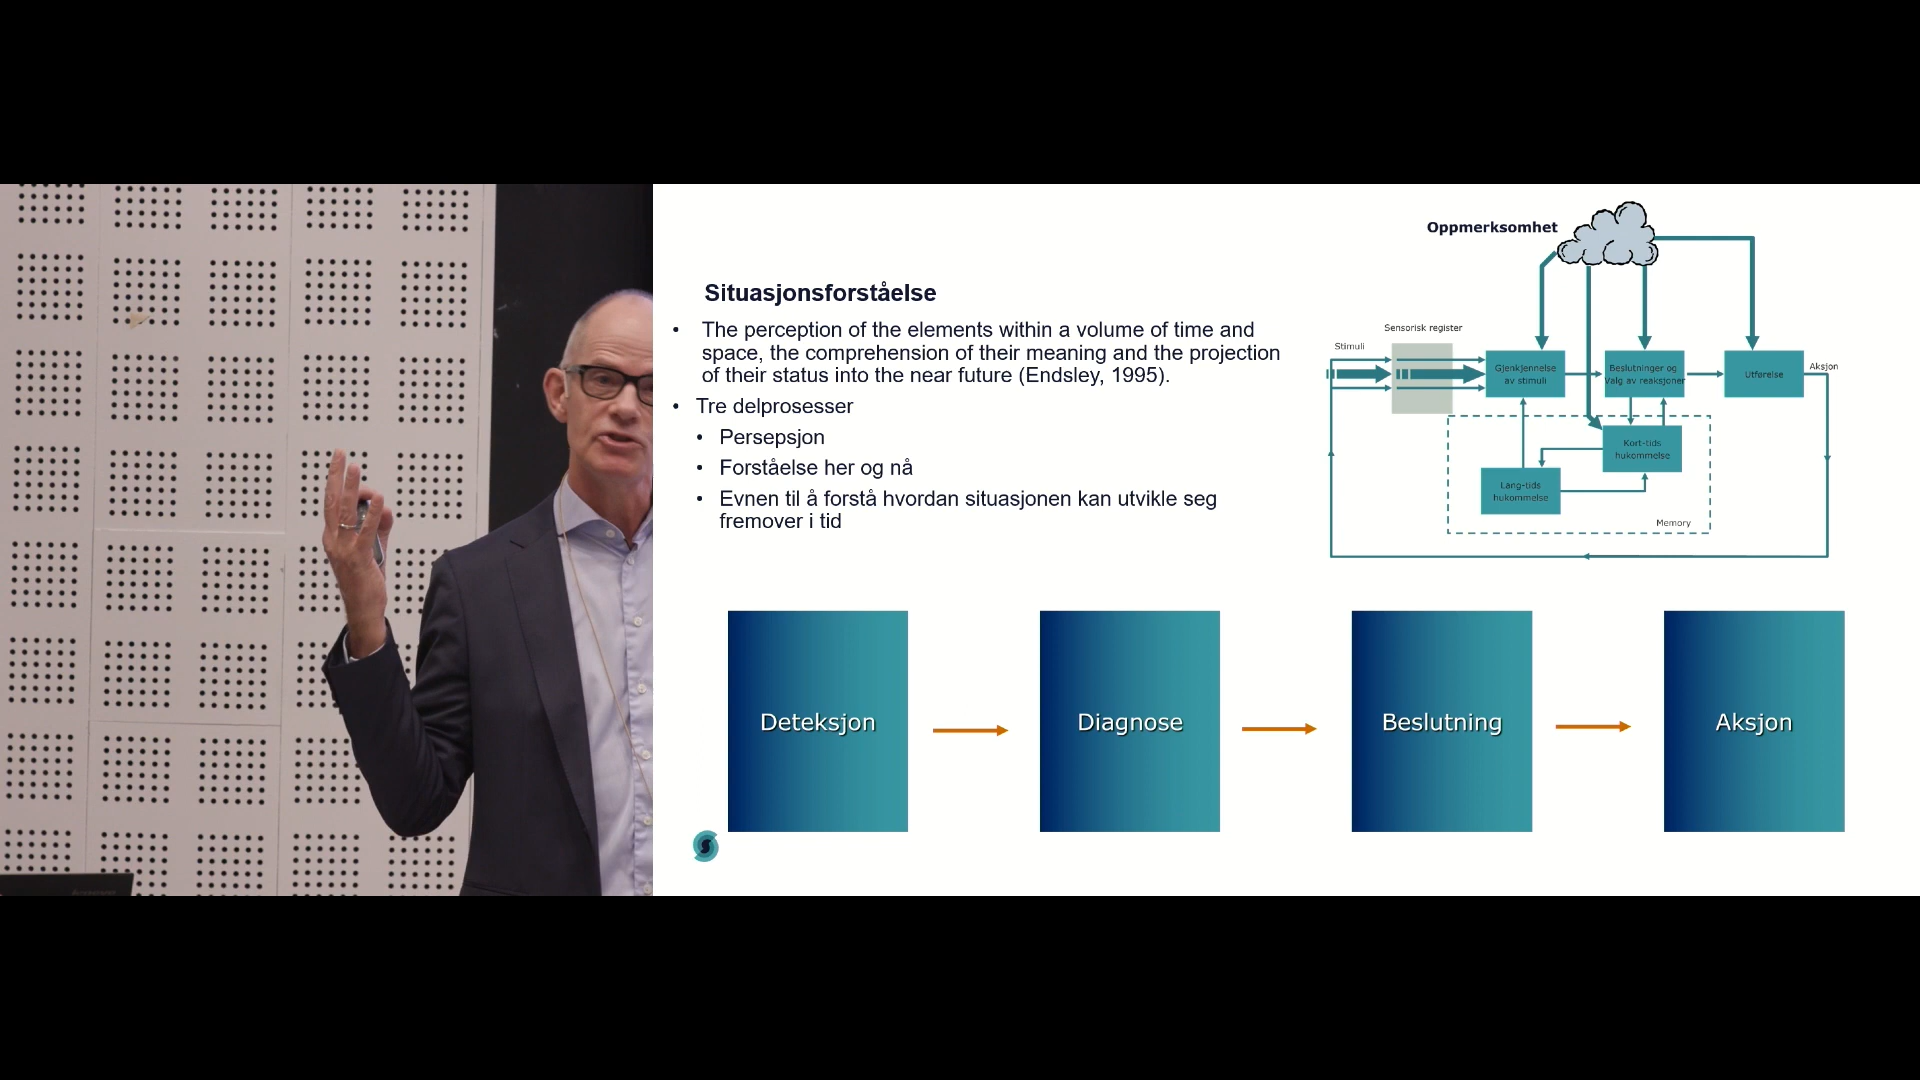 Situasjonsforståelse
• The perception of the elements within a volume of time and
space, the comprehension of their meaning and the projection
of their status into the near future (Endsley, 1995).
• Tre delprosesser
• Persepsjon
• Forståelse her og nå
• Evnen til å forstå hvordan situasjonen kan utvikle seg
fremover i tid
Oppmerksomhet
Sensorisk register
Stimuli
Gjenkjennelse
av stimuli
Beslutninger og
Valg av reaksjoner
Utførelse
Aksjon
Kort-tids
hukommelse
Lang-tids
hukommelse
Memory
Deteksjon
Diagnose
Beslutning
Aksjon